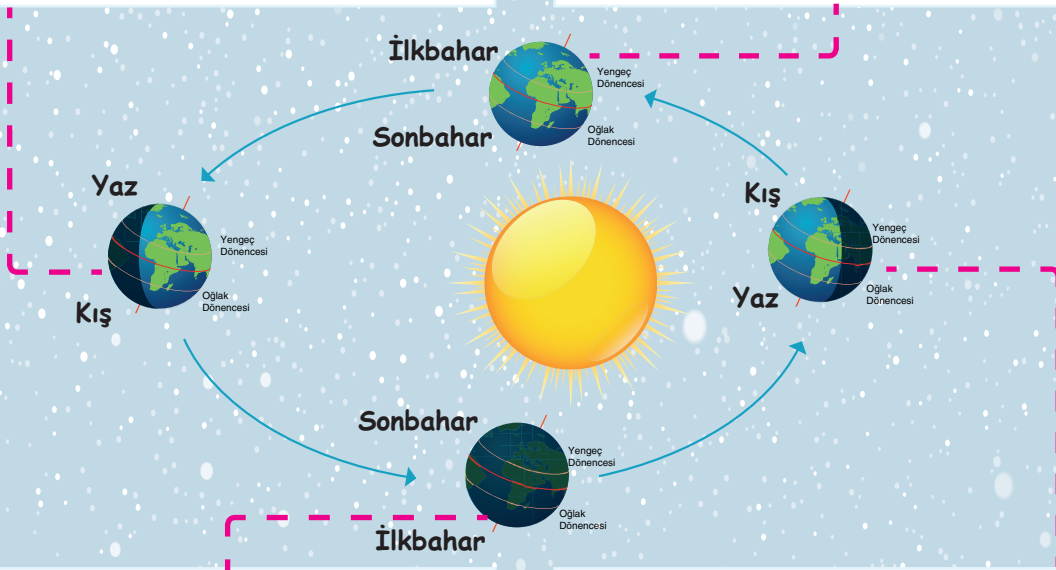 İlkbahar
Yengeç
Dönencesi
Sonbahar
Oğlak
Dönencesi
Yaz
Yengeç
Dönencesi
Kış
Oğlak
Dönencesi
Kış
Yengeç
Dönencesi
Yaz
Oğlak
Dönencesi
Sonbahar
Yengeç
Dönencesi
İlkbahar
Oğlak
Dönencesi